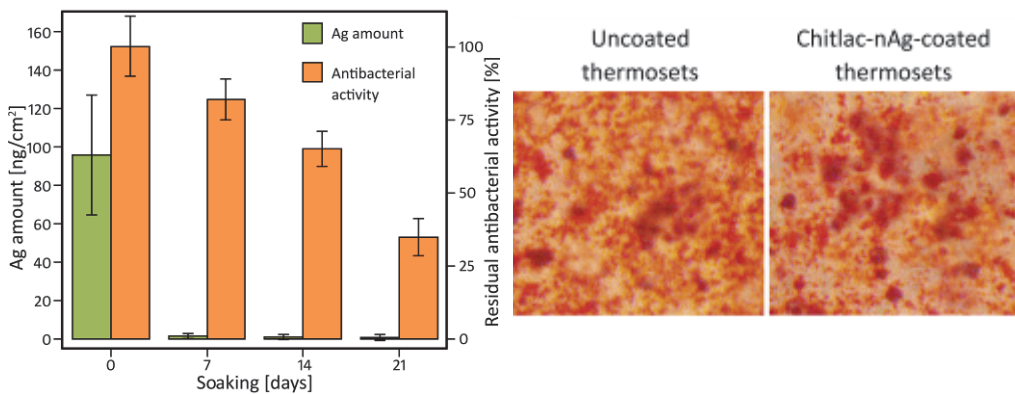 Ag amount [ng/cm²]
160
140
120
100
80
60
40
20
0
Ag amount
Antibacterial
activity
100
75
50
25
0
Residual antibacterial activity [%]
0 7 14 21
Soaking [days]
Uncoated
thermosets
Chitlac-nAg-coated
thermosets